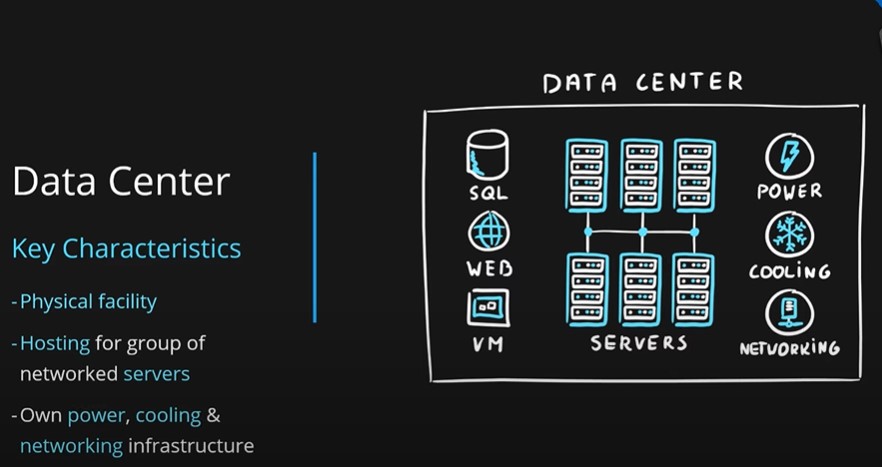 Data Center
Key Characteristics
-Physical facility
-Hosting for group of
networked servers
-Own power, cooling &
networking infrastructure
DATA CENTER
SQL
WEB
VM
SERVERS
POWER
COOLING
NETWORKING